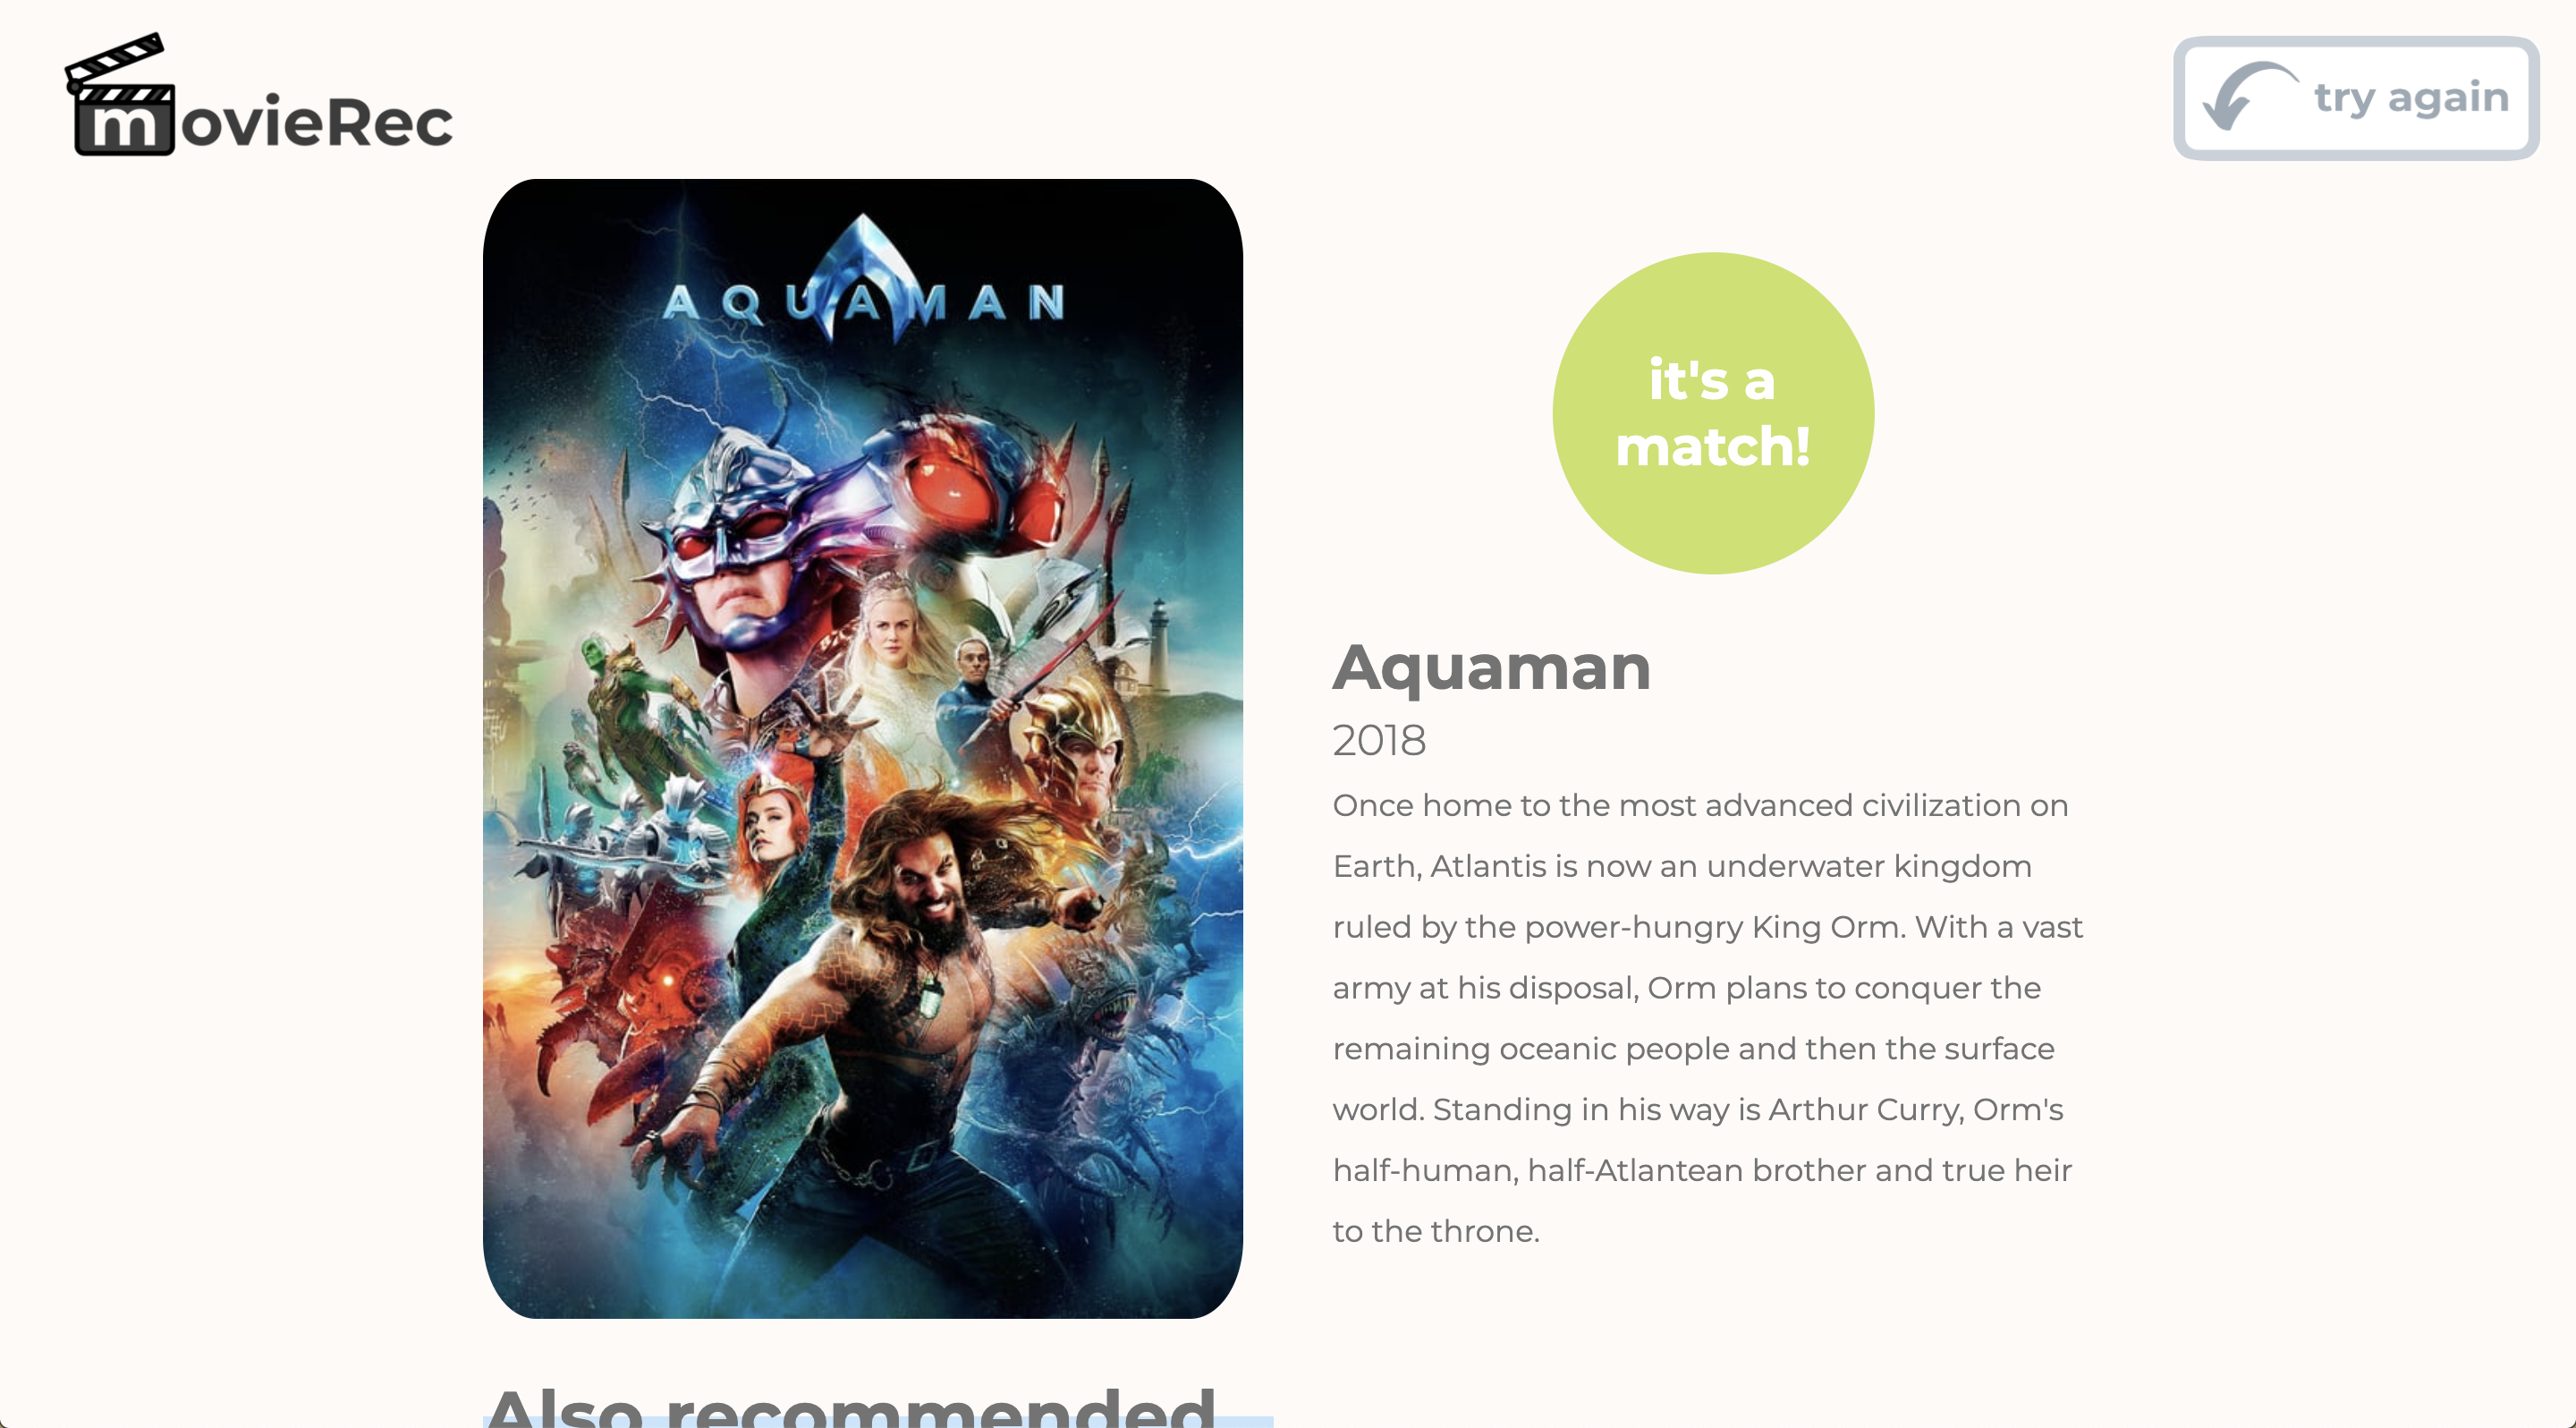 movieRec
try again
AQUAMAN
it's a
match!
Aquaman
2018
Once home to the most advanced civilization on
Earth, Atlantis is now an underwater kingdom
ruled by the power-hungry King Orm. With a vast
army at his disposal, Orm plans to conquer the
remaining oceanic people and then the surface
world. Standing in his way is Arthur Curry, Orm's
half-human, half-Atlantean brother and true heir
to the throne.
Also recommended